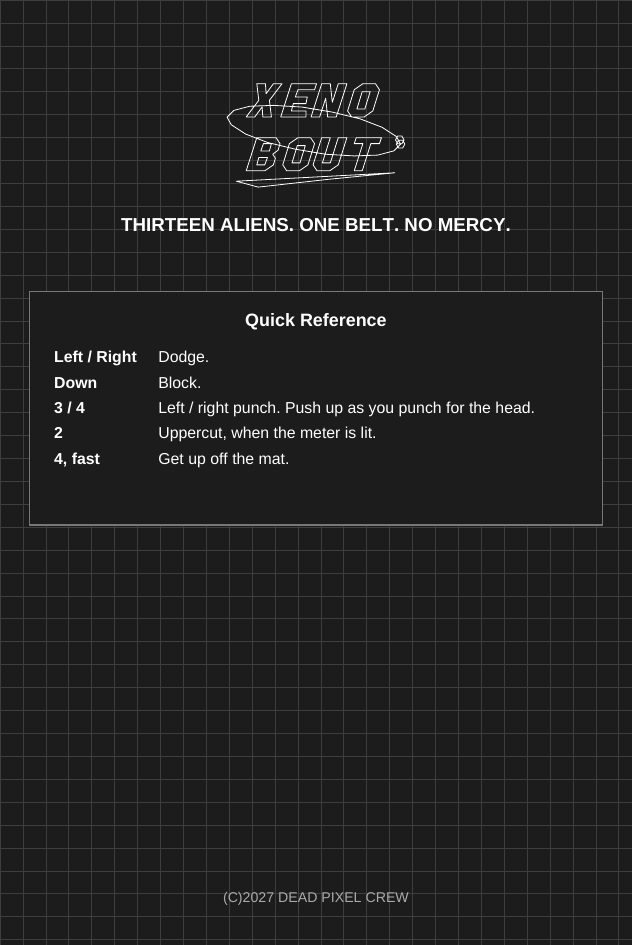 XENO
BOUT
THIRTEEN ALIENS. ONE BELT. NO MERCY.
Quick Reference
Left / Right Dodge.
Down Block.
3 / 4 Left / right punch. Push up as you punch for the head.
2 Uppercut, when the meter is lit.
4, fast Get up off the mat.
(C)2027 DEAD PIXEL CREW